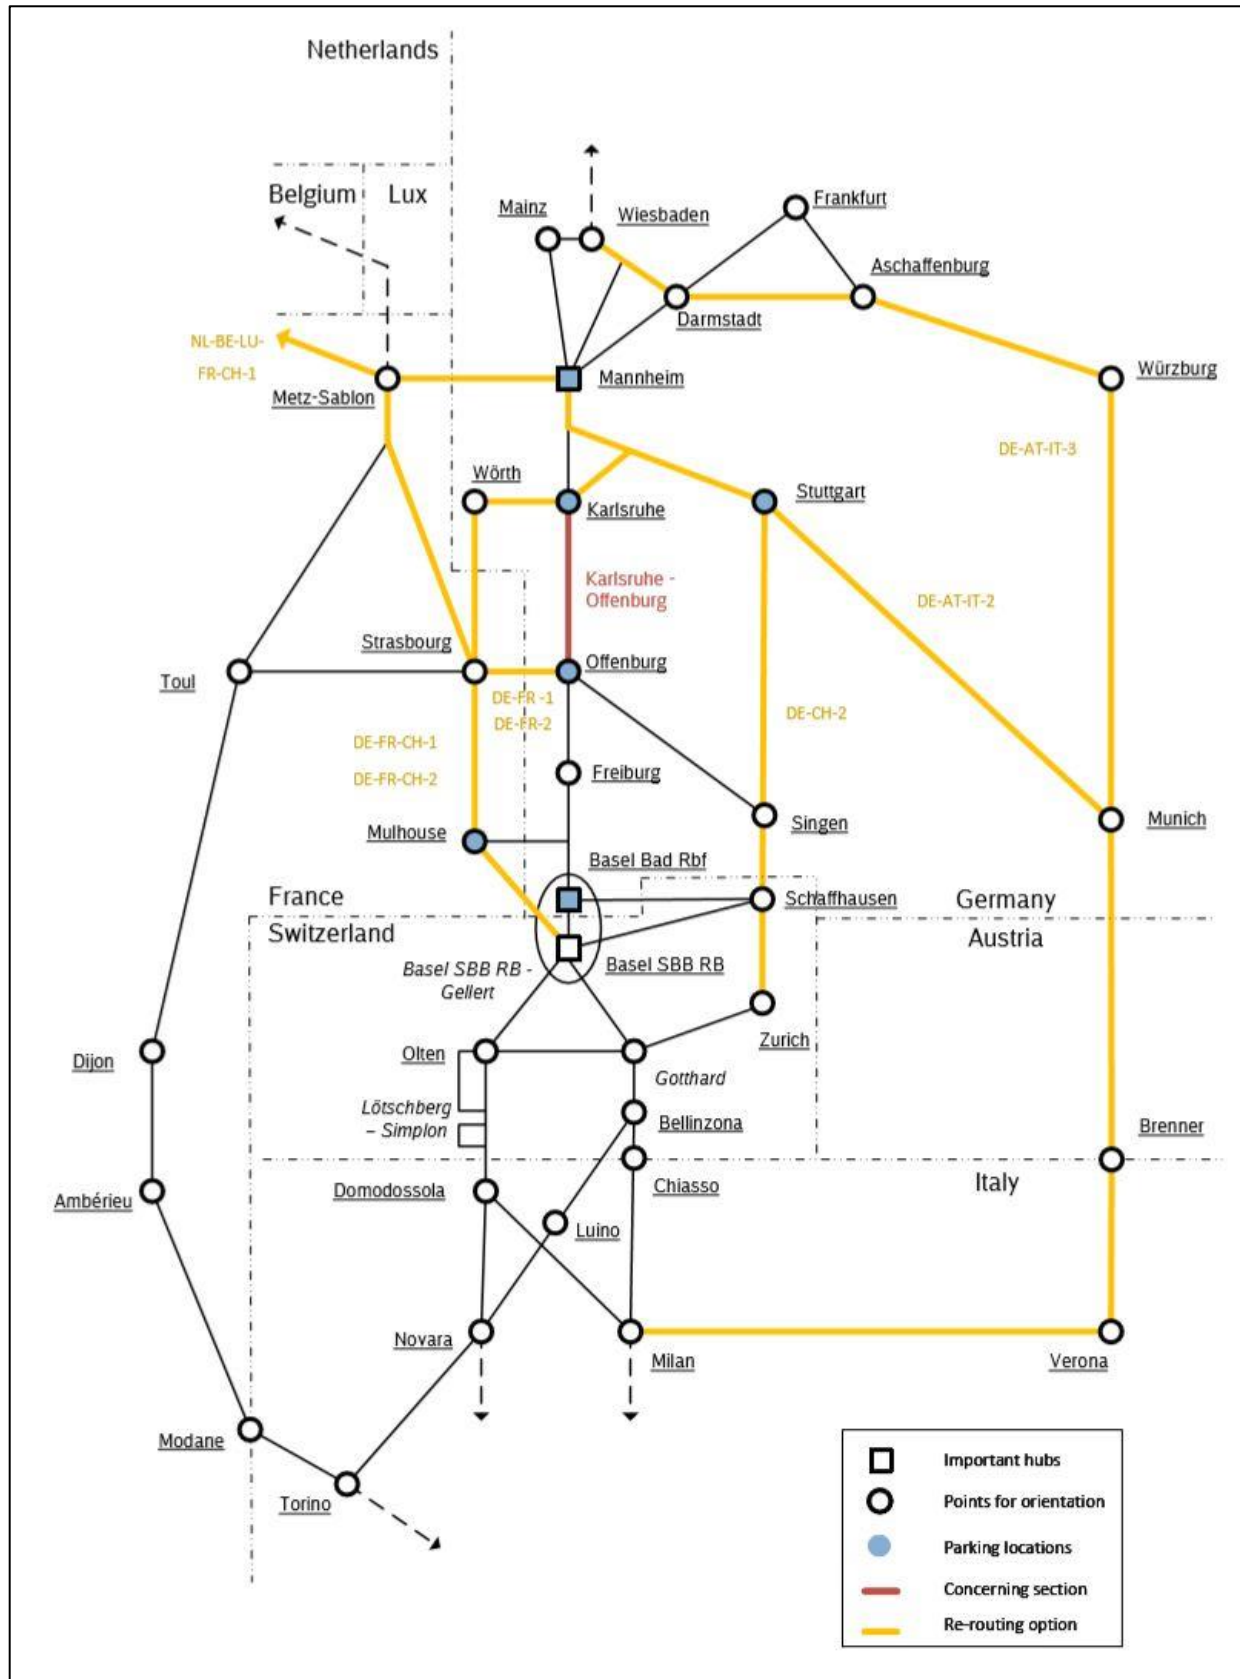 Netherlands
Belgium
Lux
Mainz
Wiesbaden
Frankfurt
Aschaffenburg
Darmstadt
NL-BE-LU-
FR-CH-1
Metz-Sablon
Mannheim
Würzburg
DE-AT-IT-3
Wörth
Karlsruhe
Stuttgart
Karlsruhe -
Offenburg
DE-AT-IT-2
Strasbourg
Offenburg
Toul
DE-FR -1
DE-FR-2
DE-CH-2
DE-FR-CH-1
DE-FR-CH-2
Freiburg
Mulhouse
Singen
Munich
Basel Bad Rbf
France
Schaffhausen
Germany
Switzerland
Austria
Basel SBB RB -
Gellert
Basel SBB RB
Zurich
Dijon
Olten
Gotthard
Lötschberg
– Simplon
Bellinzona
Brenner
Ambérieu
Domodossola
Chiasso
Italy
Luino
Novara
Milan
Verona
Modane
Torino
Important hubs
Points for orientation
Parking locations
Concerning section
Re-routing option